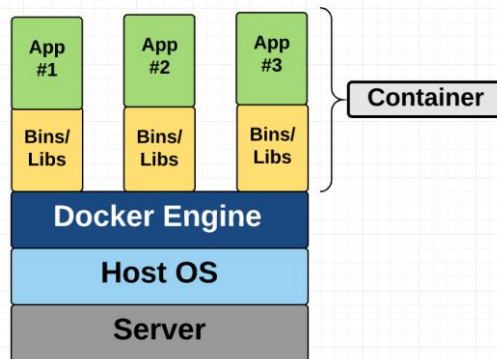 App
#1
App
#2
App
#3
Container
Bins/
Libs
Bins/
Libs
Bins/
Libs
Docker Engine
Host OS
Server